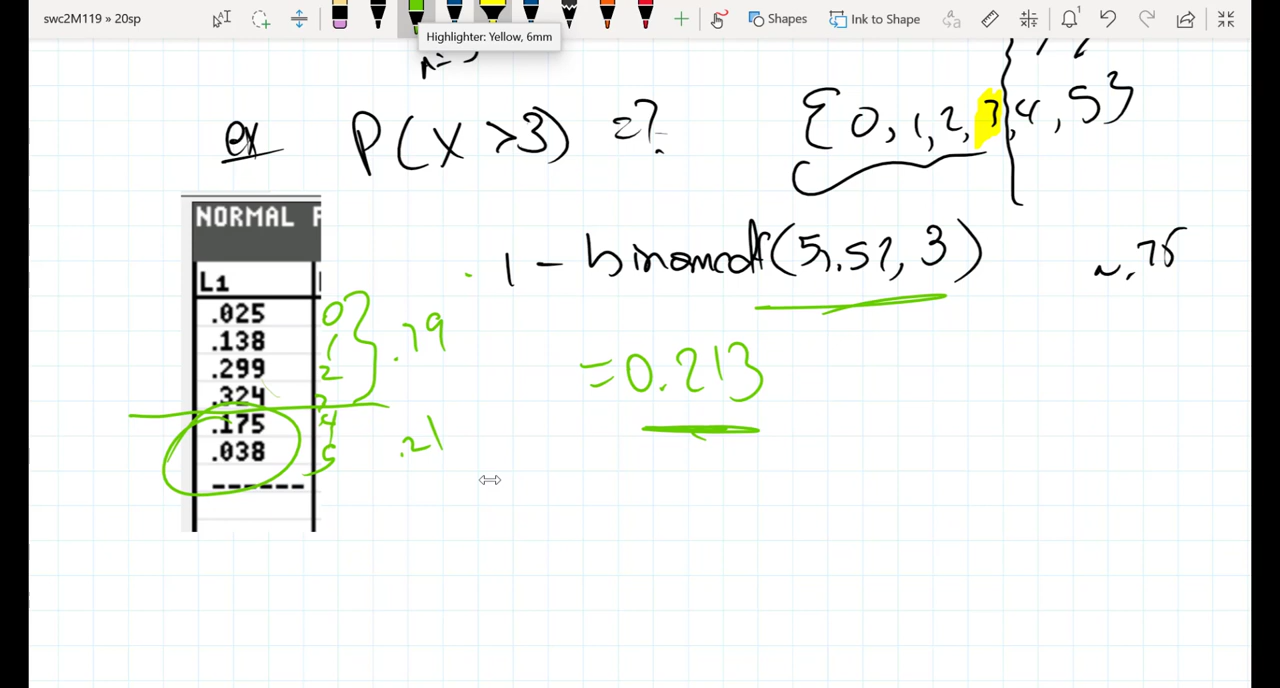 swc2M119 » 20sp
Shapes
Ink to Shape
Highlighter: Yellow, 6mm
ex P(X >3) =?
{0, 1, 2, 3, 4, 5}
NORMAL F
L1
.025 0
.138 1
.299 2
.324 3
.175 4
.038 5
------
.79
.21
1 - binomcdf(5, .52, 3)
~.78
=0.213